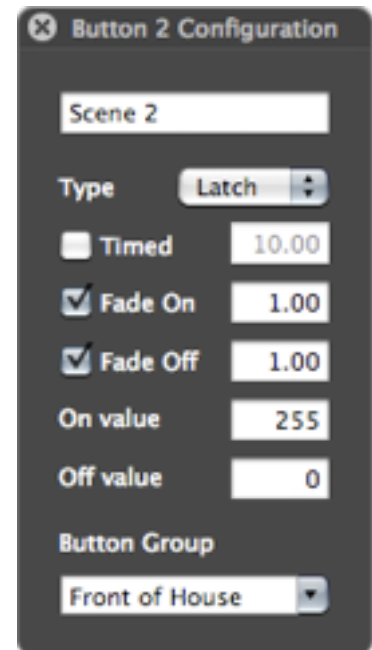 Button 2 Configuration
Scene 2
Type Latch
Timed 10.00
Fade On 1.00
Fade Off 1.00
On value 255
Off value 0
Button Group
Front of House